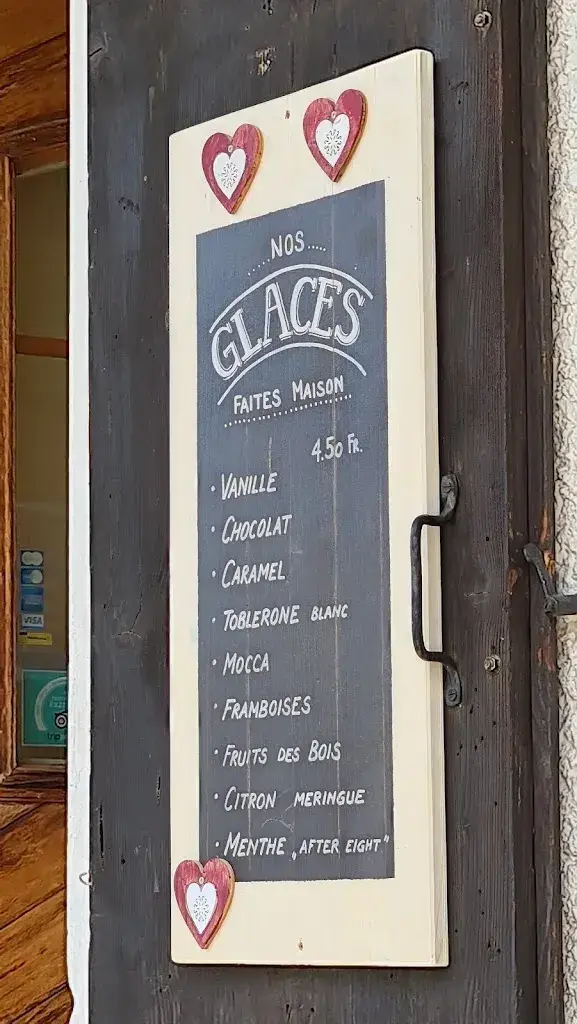 NOS.....
GLACES
FAITES MAISON
4.50 FR.
• VANILLE
• CHOCOLAT
• CARAMEL
• TOBLERONE BLANC
• MOCCA
• FRAMBOISES
• FRUITS DES BOIS
• CITRON MERINGUE
• MENTHE „AFTER EIGHT"
VISA